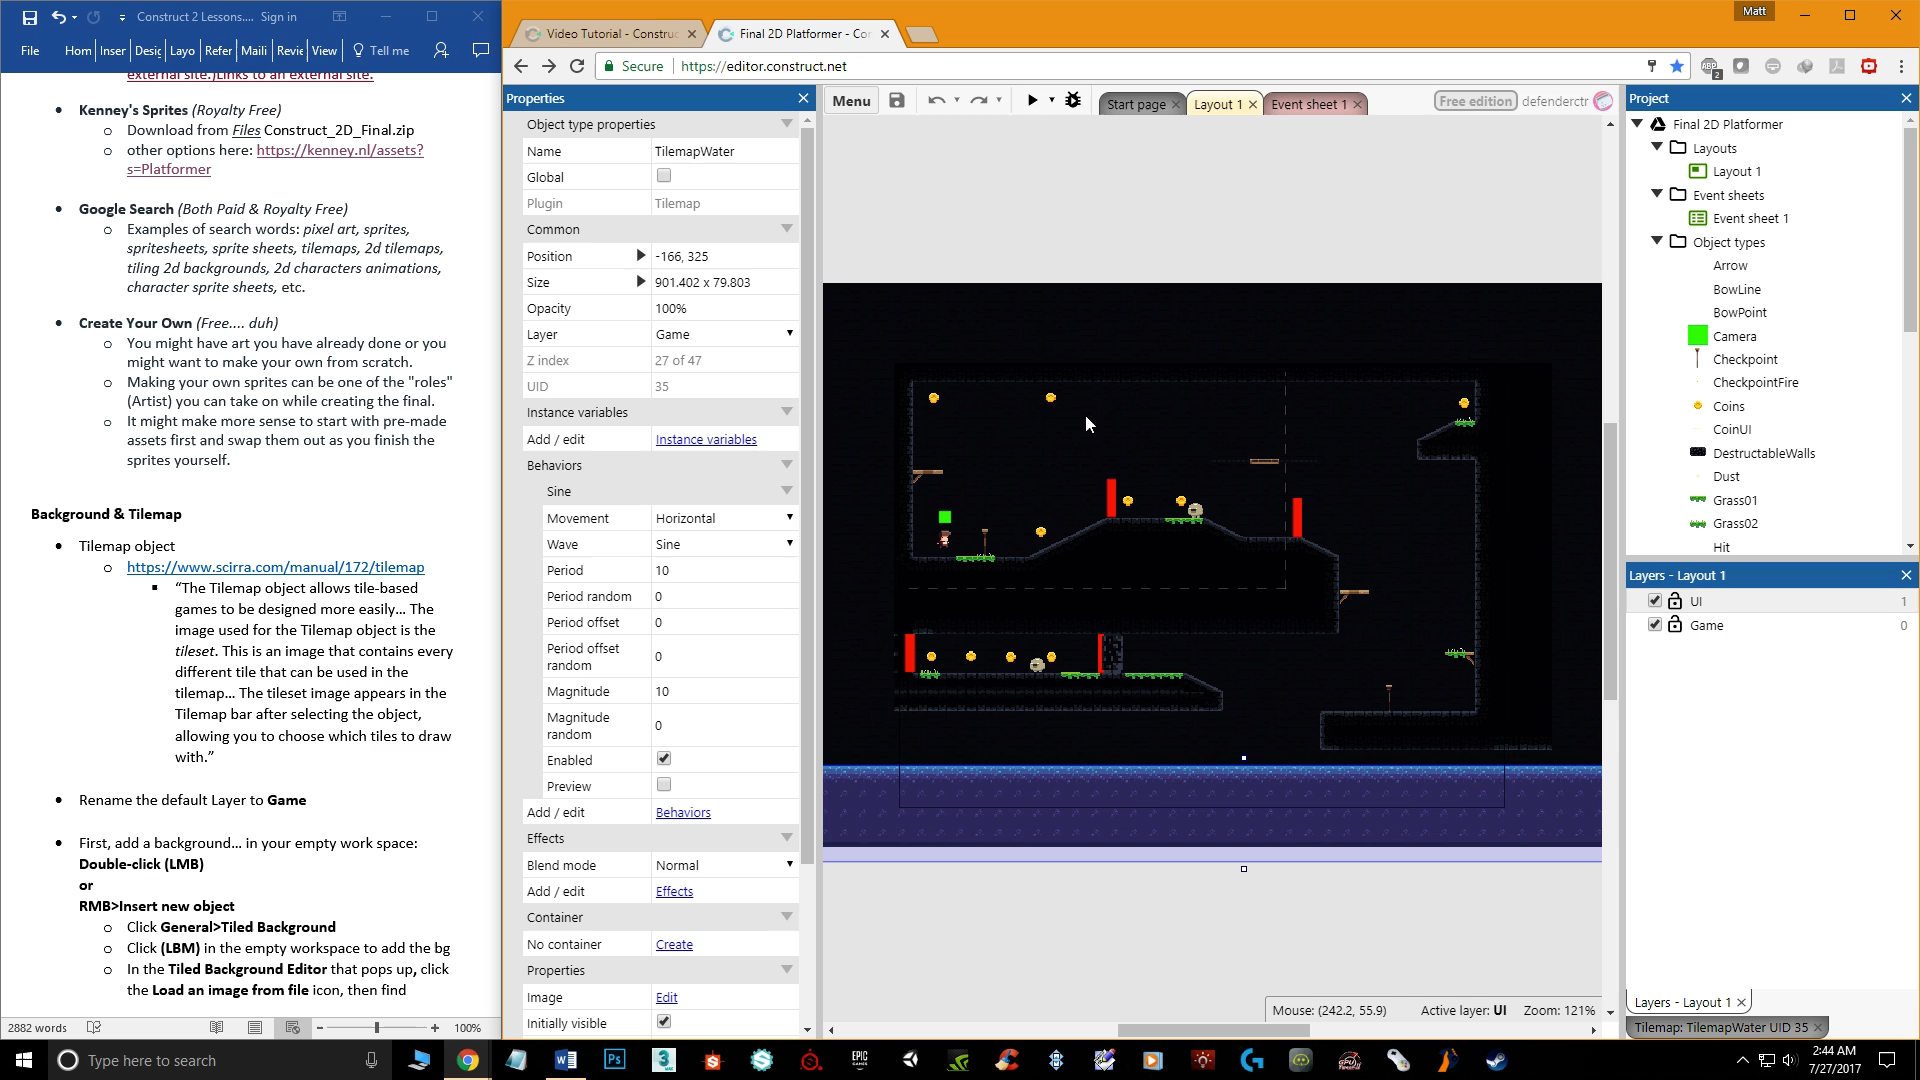 Construct 2 Lessons.... Sign in
File Hom Inser Desic Layo Refer Maili Revie View Tell me
external site.)Links to an external site.
Kenney's Sprites (Royalty Free)
Download from Files Construct_2D_Final.zip
other options here: https://kenney.nl/assets?
s=Platformer
Google Search (Both Paid & Royalty Free)
Examples of search words: pixel art, sprites,
spritesheets, sprite sheets, tilemaps, 2d tilemaps,
tiling 2d backgrounds, 2d characters animations,
character sprite sheets, etc.
Create Your Own (Free.... duh)
You might have art you have already done or you
might want to make your own from scratch.
Making your own sprites can be one of the "roles"
(Artist) you can take on while creating the final.
It might make more sense to start with pre-made
assets first and swap them out as you finish the
sprites yourself.
Background & Tilemap
Tilemap object
https://www.scirra.com/manual/172/tilemap
“The Tilemap object allows tile-based
games to be designed more easily... The
image used for the Tilemap object is the
tileset. This is an image that contains every
different tile that can be used in the
tilemap... The tileset image appears in the
Tilemap bar after selecting the object,
allowing you to choose which tiles to draw
with.”
Rename the default Layer to Game
First, add a background... in your empty work space:
Double-click (LMB)
or
RMB>Insert new object
Click General>Tiled Background
Click (LBM) in the empty workspace to add the bg
In the Tiled Background Editor that pops up, click
the Load an image from file icon, then find
2882 words
100%
Video Tutorial - Construc
Final 2D Platformer - Cor
Matt
Secure https://editor.construct.net
ABP 2
Properties
Object type properties
Name TilemapWater
Global
Plugin Tilemap
Common
Position -166, 325
Size 901.402 x 79.803
Opacity 100%
Layer Game
Z index 27 of 47
UID 35
Instance variables
Add / edit Instance variables
Behaviors
Sine
Movement Horizontal
Wave Sine
Period 10
Period random 0
Period offset 0
Period offset
random 0
Magnitude 10
Magnitude
random 0
Enabled
Preview
Add / edit Behaviors
Effects
Blend mode Normal
Add / edit Effects
Container
No container Create
Properties
Image Edit
Initially visible
Menu
Start page
Layout 1
Event sheet 1
Free edition defenderctr
Mouse: (242.2, 55.9) Active layer: UI Zoom: 121%
Project
Final 2D Platformer
Layouts
Layout 1
Event sheets
Event sheet 1
Object types
Arrow
BowLine
BowPoint
Camera
Checkpoint
CheckpointFire
Coins
CoinUI
DestructableWalls
Dust
Grass01
Grass02
Hit
Layers - Layout 1
UI 1
Game 0
Layers - Layout 1
Tilemap: TilemapWater UID 35
Type here to search
Ps
EPIC GAMES
2:44 AM
7/27/2017